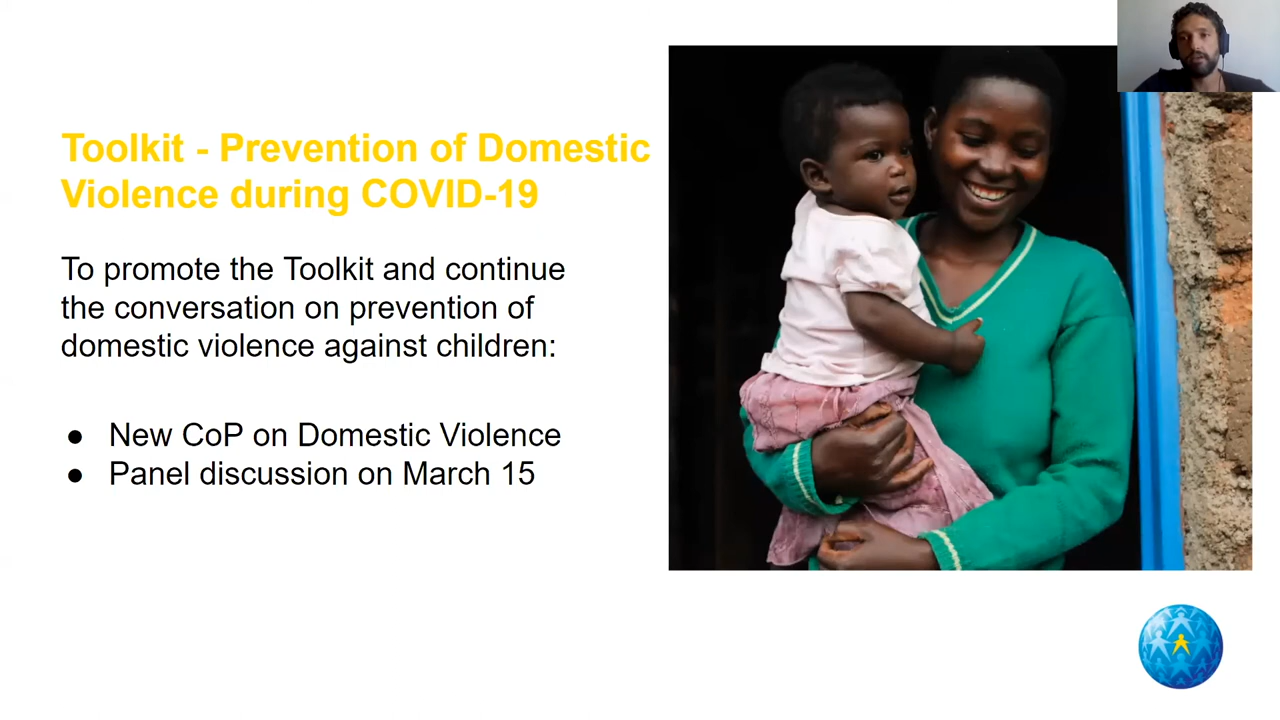 Toolkit - Prevention of Domestic
Violence during COVID-19
To promote the Toolkit and continue
the conversation on prevention of
domestic violence against children:
● New CoP on Domestic Violence
● Panel discussion on March 15